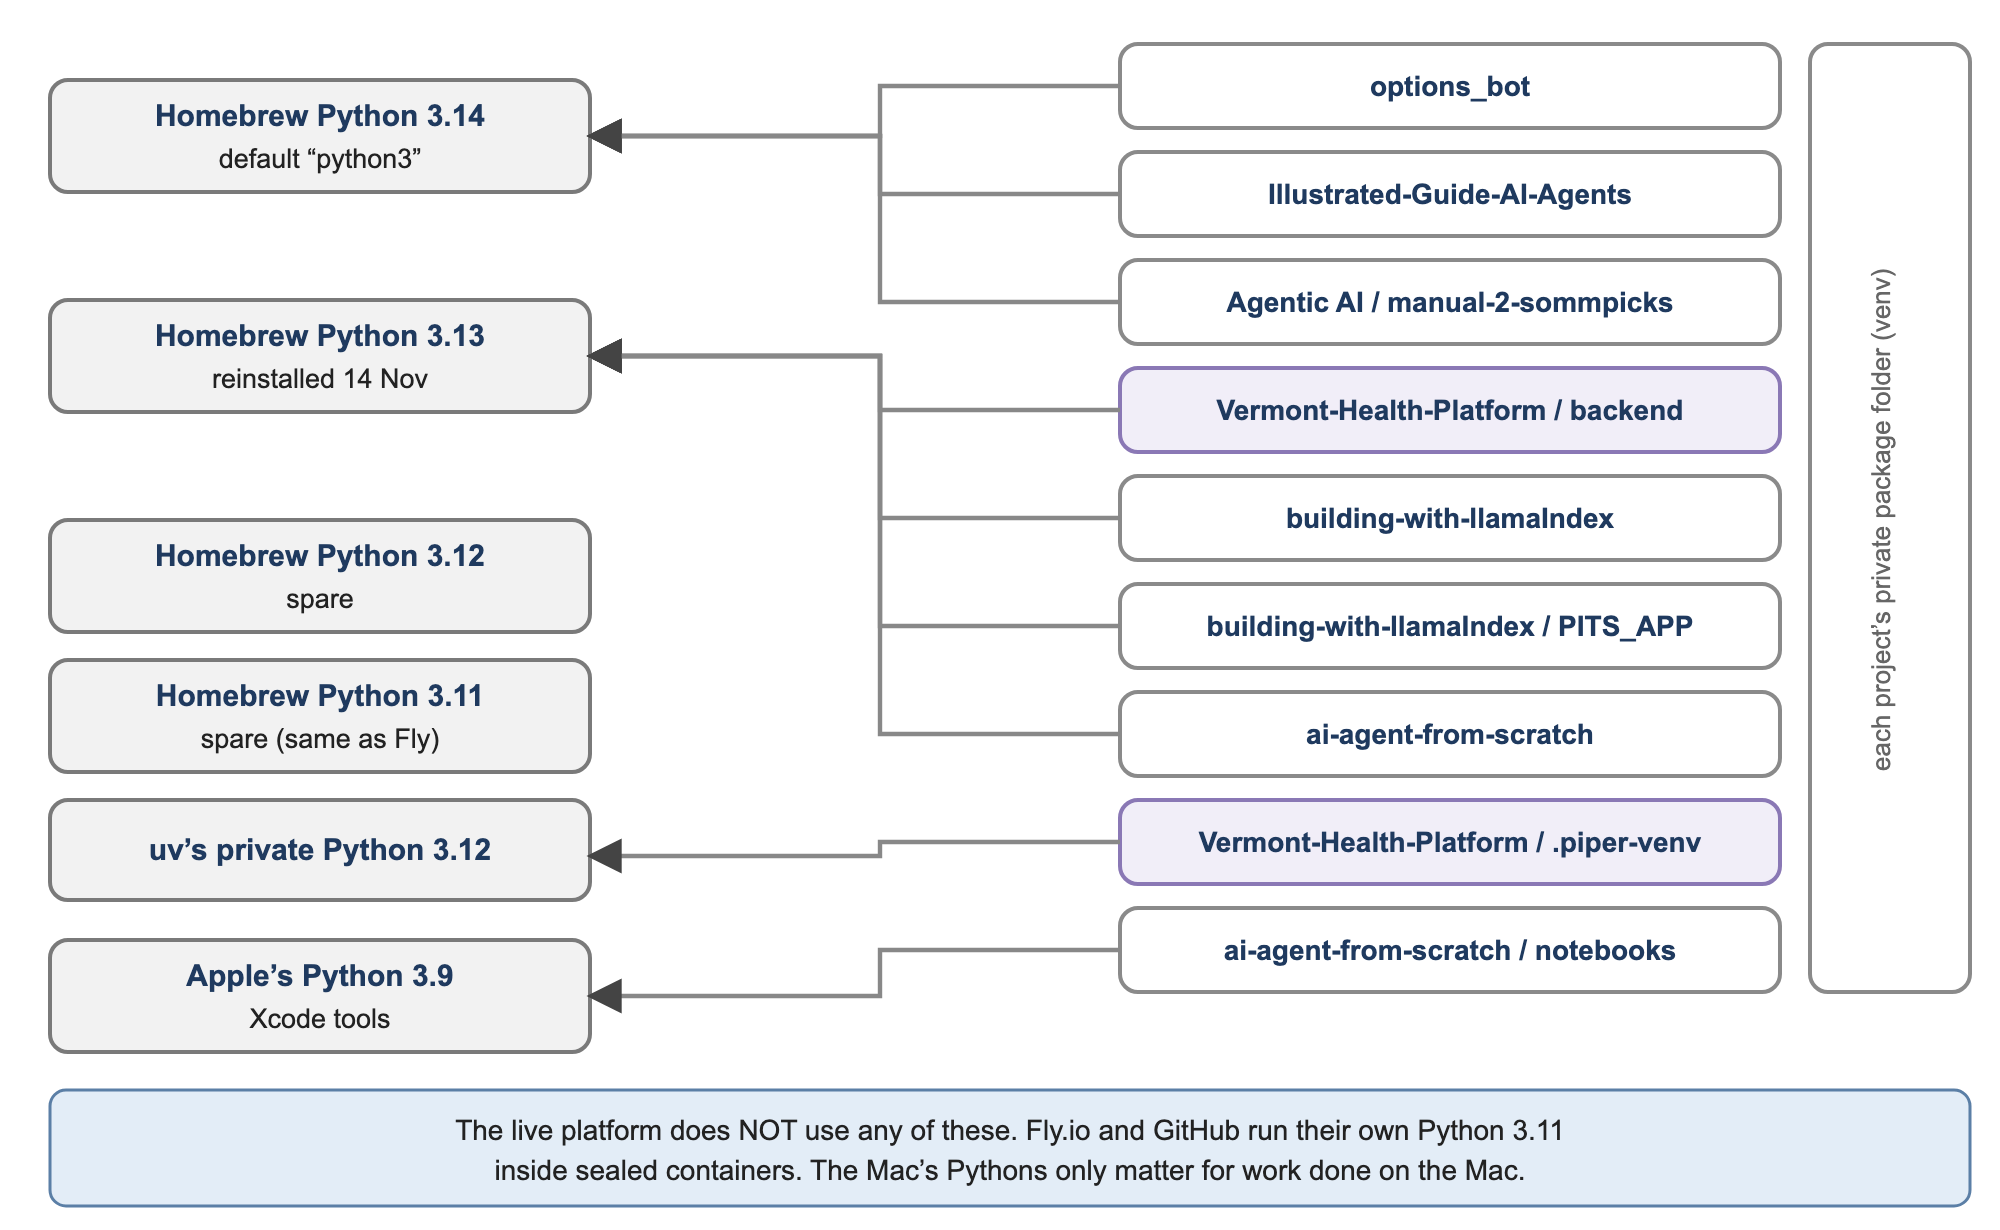 Homebrew Python 3.14
default “python3”
Homebrew Python 3.13
reinstalled 14 Nov
Homebrew Python 3.12
spare
Homebrew Python 3.11
spare (same as Fly)
uv’s private Python 3.12
Apple’s Python 3.9
Xcode tools
options_bot
Illustrated-Guide-AI-Agents
Agentic AI / manual-2-sommpicks
Vermont-Health-Platform / backend
building-with-llamaIndex
building-with-llamaIndex / PITS_APP
ai-agent-from-scratch
Vermont-Health-Platform / .piper-venv
ai-agent-from-scratch / notebooks
each project’s private package folder (venv)
The live platform does NOT use any of these. Fly.io and GitHub run their own Python 3.11
inside sealed containers. The Mac’s Pythons only matter for work done on the Mac.